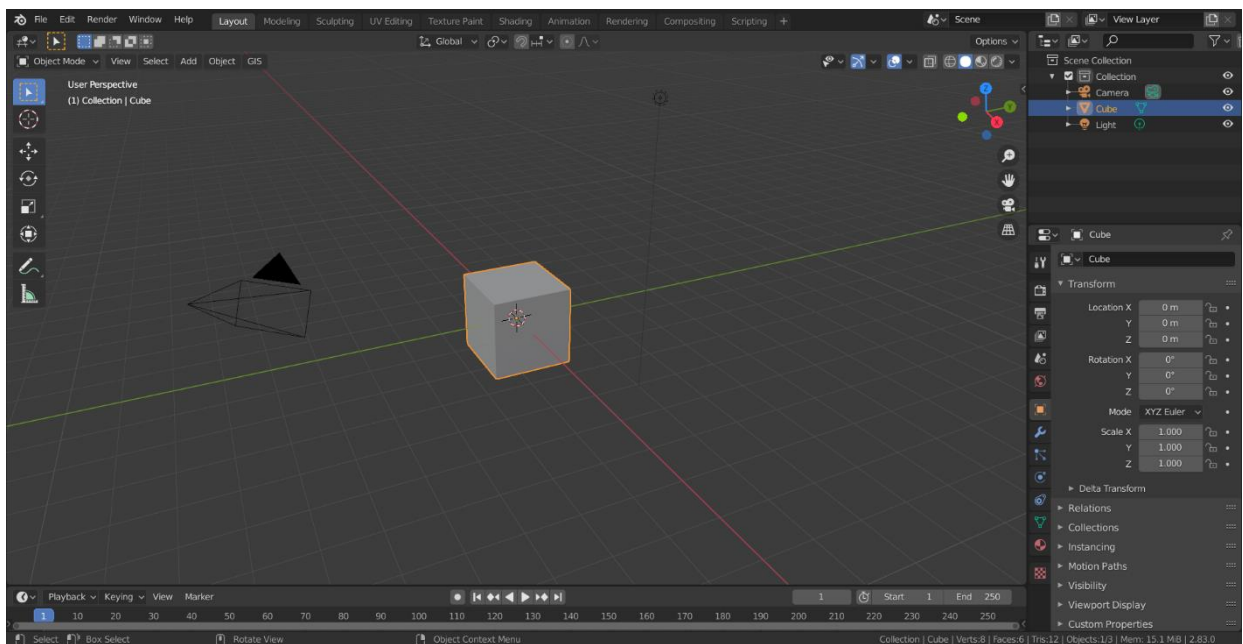 File Edit Render Window Help Layout Modeling Sculpting UV Editing Texture Paint Shading Animation Rendering Compositing Scripting + Scene View Layer
Global Options
Object Mode View Select Add Object GIS
User Perspective
(1) Collection | Cube
Z
Y
X
Scene Collection
Collection
Camera
Cube
Light
Cube
Cube
Transform
Location X 0 m
Y 0 m
Z 0 m
Rotation X 0°
Y 0°
Z 0°
Mode XYZ Euler
Scale X 1.000
Y 1.000
Z 1.000
Delta Transform
Relations
Collections
Instancing
Motion Paths
Visibility
Viewport Display
Custom Properties
Playback Keying View Marker 1 Start 1 End 250
1 10 20 30 40 50 60 70 80 90 100 110 120 130 140 150 160 170 180 190 200 210 220 230 240 250
Select Box Select Rotate View Object Context Menu Collection | Cube | Verts:8 | Faces:6 | Tris:12 | Objects:1/3 | Mem: 15.1 MiB | 2.83.0